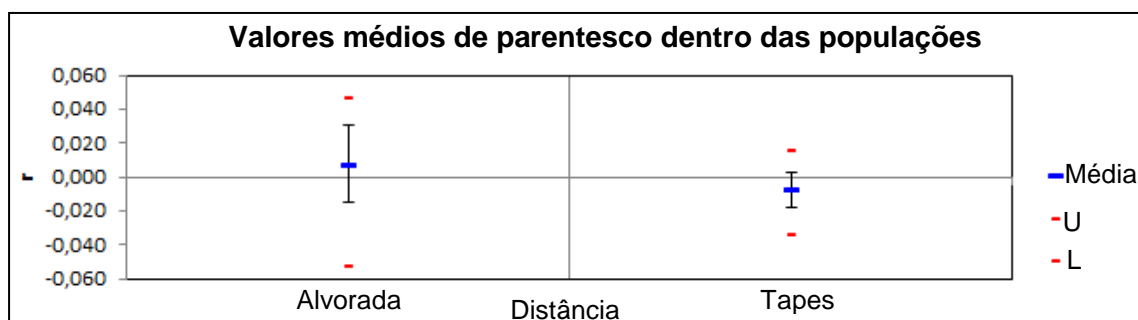 Valores médios de parentesco dentro das populações
0,060
0,040
0,020
0,000
-0,020
-0,040
-0,060
r
Alvorada
Tapes
Distância
Média
U
L